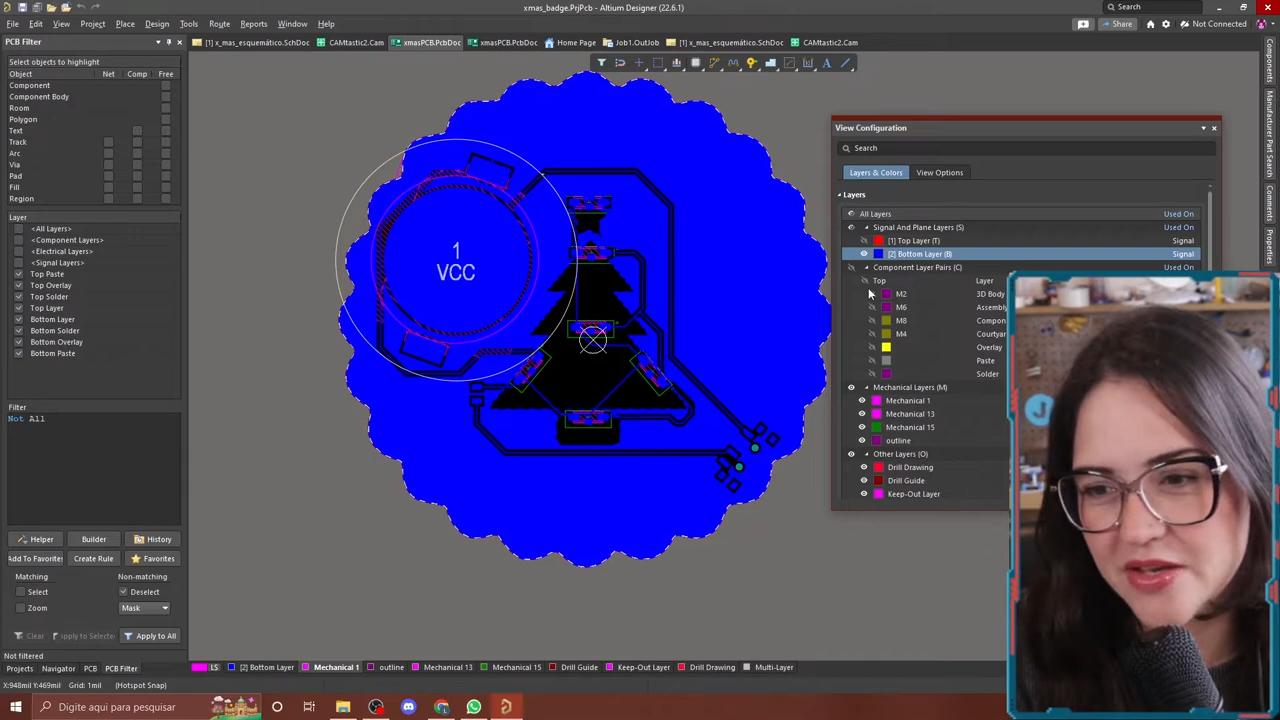 xmas_badge.PrjPcb - Altium Designer (22.6.1)
Search
File Edit View Project Place Design Tools Route Reports Window Help
Share Not Connected
PCB Filter
[1] x_mas_esquemático.SchDoc CAMtastic2.Cam xmasPCB.PcbDoc xmasPCB.PcbDoc Home Page Job1.OutJob [1] x_mas_esquemático.SchDoc CAMtastic2.Cam
Select objects to highlight
Object Net Comp Free
Component
Component Body
Room
Polygon
Text
Track
Arc
Via
Pad
Fill
Region
Layer
<All Layers>
<Component Layers>
<Electrical Layers>
<Signal Layers>
Top Paste
Top Overlay
Top Solder
Top Layer
Bottom Layer
Bottom Solder
Bottom Overlay
Bottom Paste
Filter
Not All
Helper Builder History
Add To Favorites Create Rule Favorites
Matching Non-matching
Select Deselect
Zoom Mask
Clear Apply to All
Not filtered
Projects Navigator PCB PCB Filter
1
VCC
View Configuration
Search
Layers & Colors View Options
Layers
All Layers Used On
Signal And Plane Layers (S) Used On
[1] Top Layer (T) Signal
[2] Bottom Layer (B) Signal
Component Layer Pairs (C) Used On
Top Layer
M2 3D Body
M6 Assembly
M8 Compon
M4 Courtya
Overlay
Paste
Solder
Mechanical Layers (M)
Mechanical 1
Mechanical 13
Mechanical 15
outline
Other Layers (O)
Drill Drawing
Drill Guide
Keep-Out Layer
Components
Manufacturer Part Search
Properties
LS [2] Bottom Layer Mechanical 1 outline Mechanical 13 Mechanical 15 Drill Guide Keep-Out Layer Drill Drawing Multi-Layer
X:948mil Y:469mil Grid: 1mil (Hotspot Snap)
Digite aqui para pesquisar